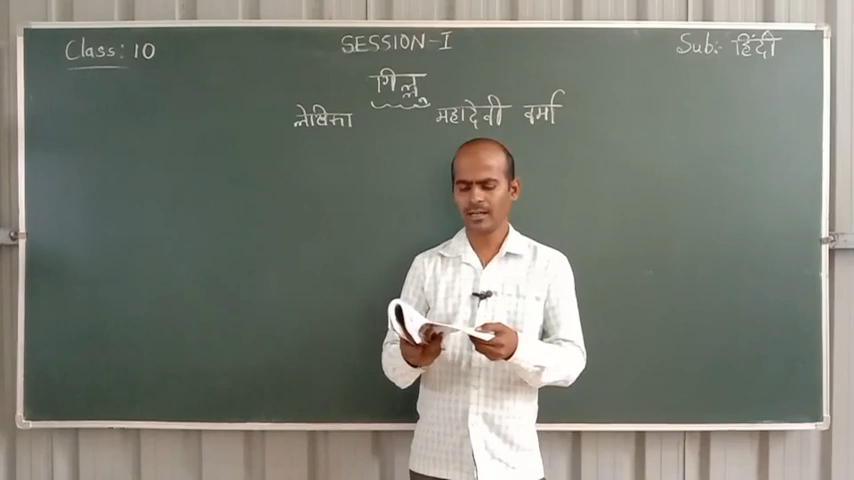 Class: 10 SESSION-I Sub:- हिंदी
गिल्लू
लेखिका महादेवी वर्मा